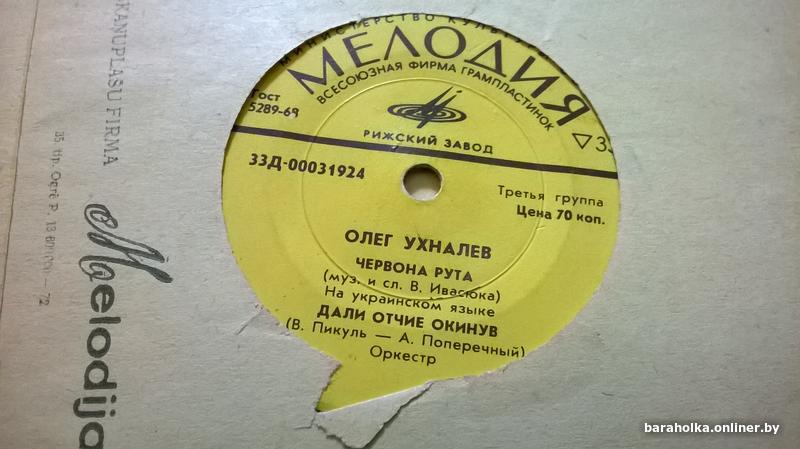 МИНИСТЕРСТВО
МЕЛОДИЯ
ВСЕСОЮЗНАЯ ФИРМА ГРАМПЛАСТИНОК
Гост
5289-69
РИЖСКИЙ ЗАВОД
33Д-00031924
Третья группа
Цена 70 коп.
ОЛЕГ УХНАЛЕВ
ЧЕРВОНА РУТА
(муз. и сл. В. Ивасюка)
На украинском языке
ДАЛИ ОТЧИЕ ОКИНУВ
(В. Пикуль — А. Поперечный)
Оркестр
FIRMA
Melodija
baraholka.onliner.by